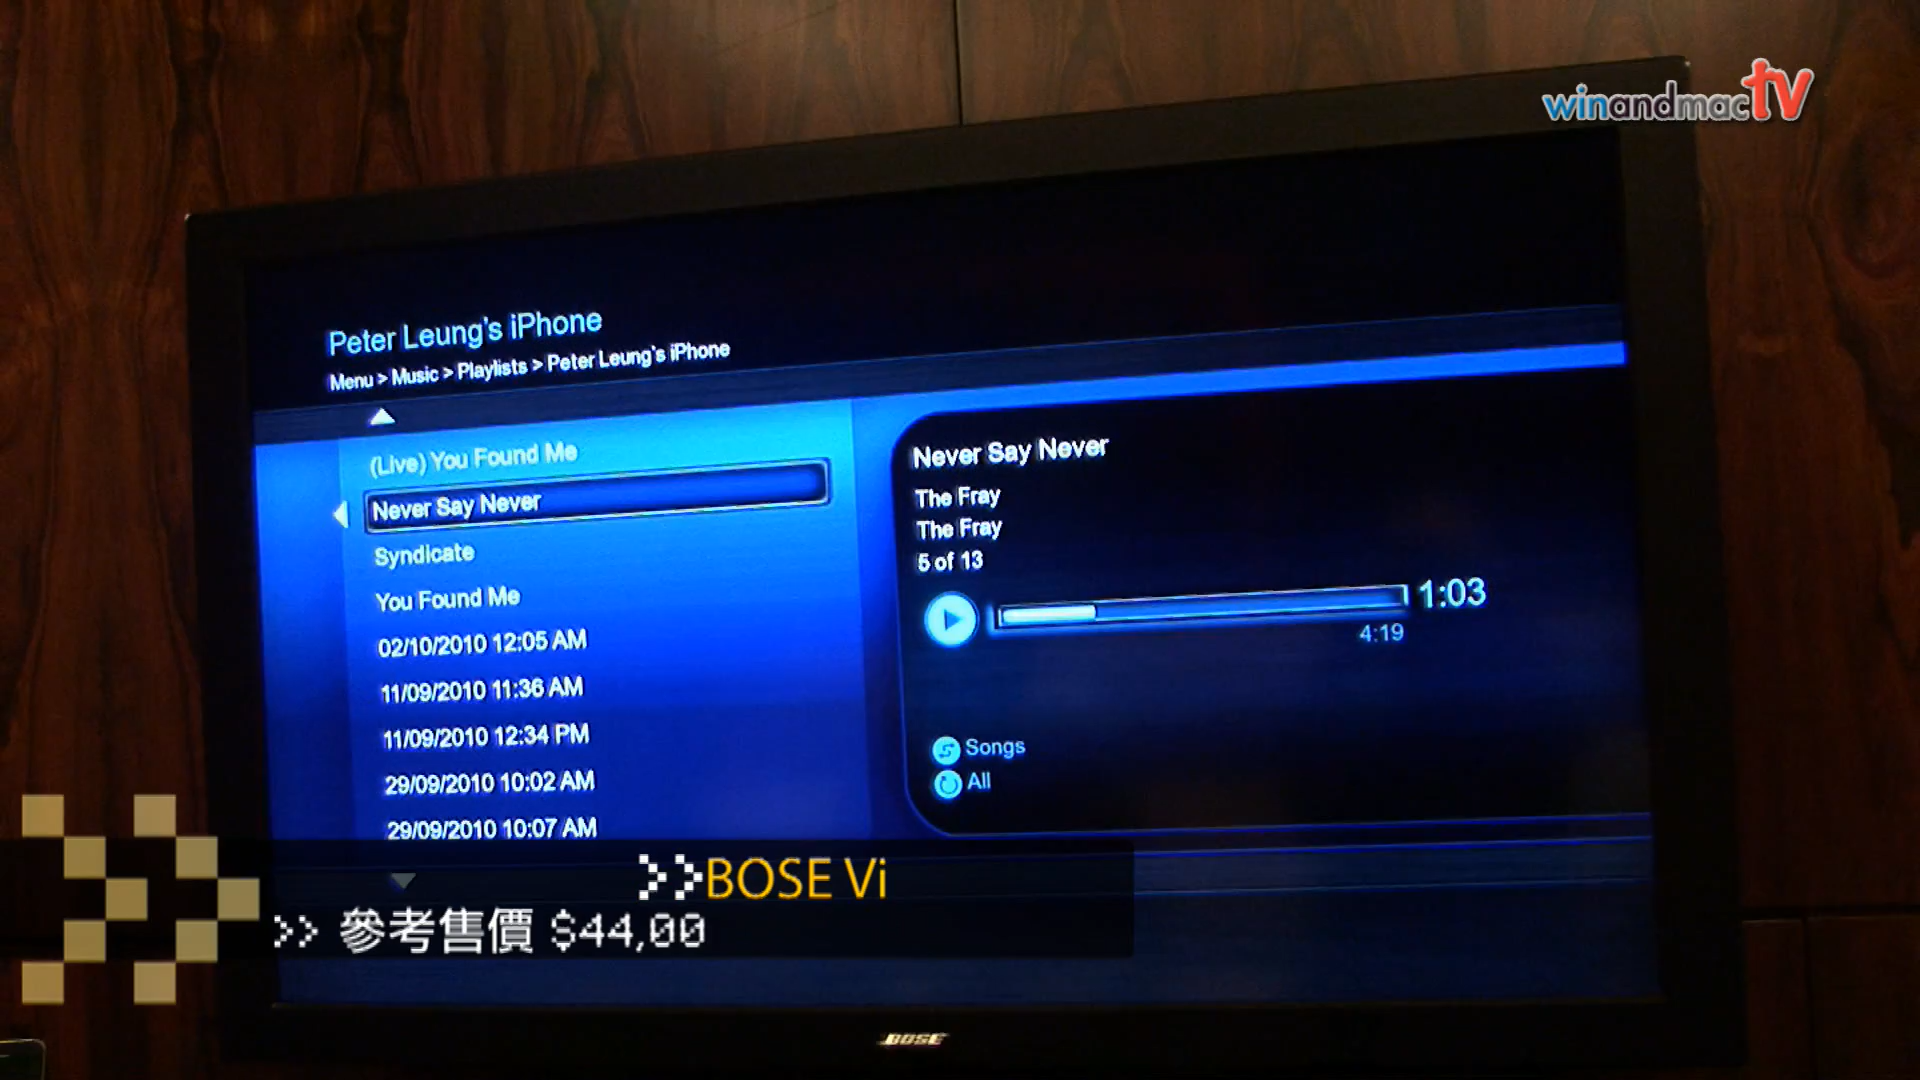 winandmactv
Peter Leung's iPhone
Menu > Music > Playlists > Peter Leung's iPhone
(Live) You Found Me
Never Say Never
Syndicate
You Found Me
02/10/2010 12:05 AM
11/09/2010 11:36 AM
11/09/2010 12:34 PM
29/09/2010 10:02 AM
29/09/2010 10:07 AM
Never Say Never
The Fray
The Fray
5 of 13
1:03
4:19
Songs
All
>>BOSE Vi
>> 參考售價 $44,00
BOSE